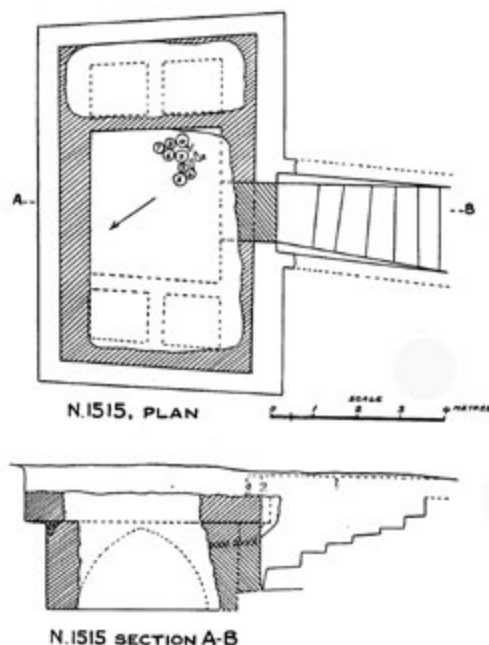 A
B
N.1515, PLAN
SCALE
0 1 2 3 4 METRES
N.1515 SECTION A-B